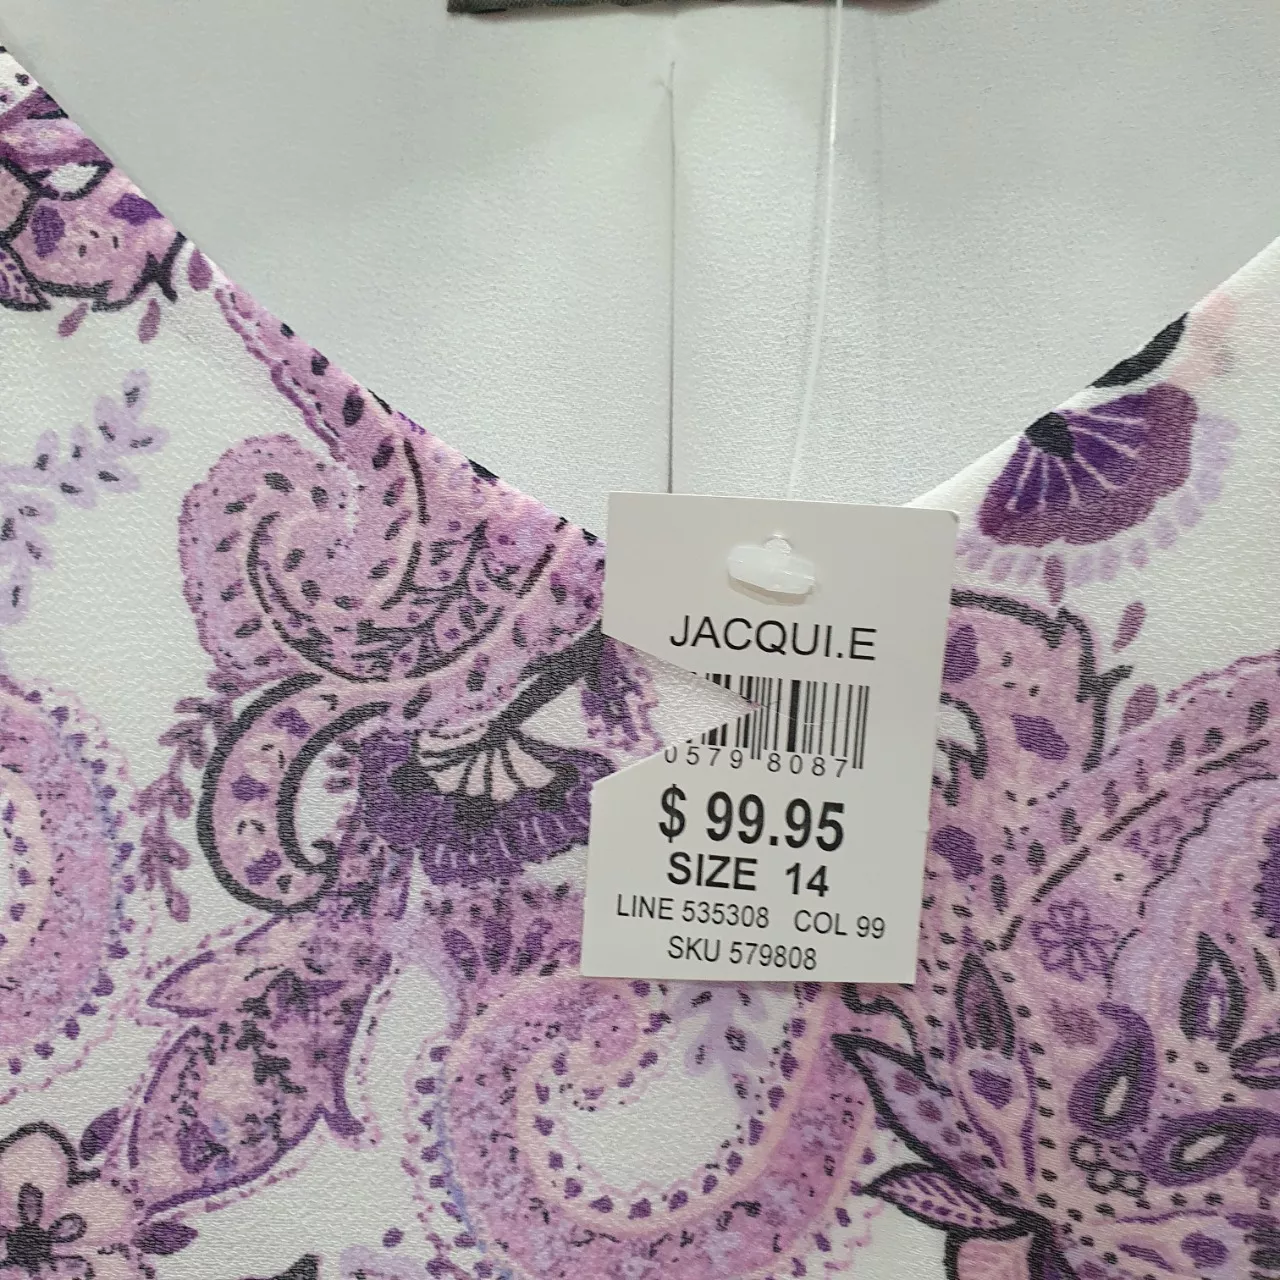 JACQUI.E
0579 8087
$ 99.95
SIZE 14
LINE 535308 COL 99
SKU 579808